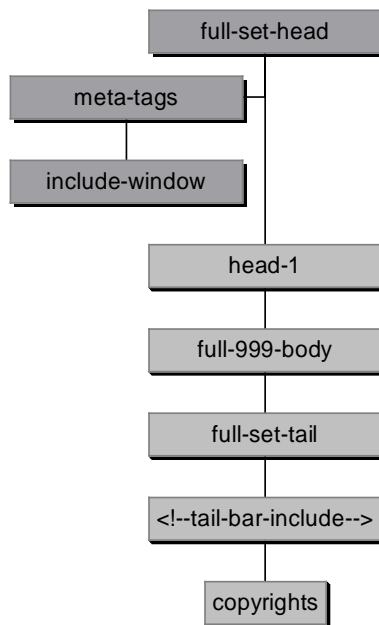 full-set-head
meta-tags
include-window
head-1
full-999-body
full-set-tail
<!--tail-bar-include-->
copyrights